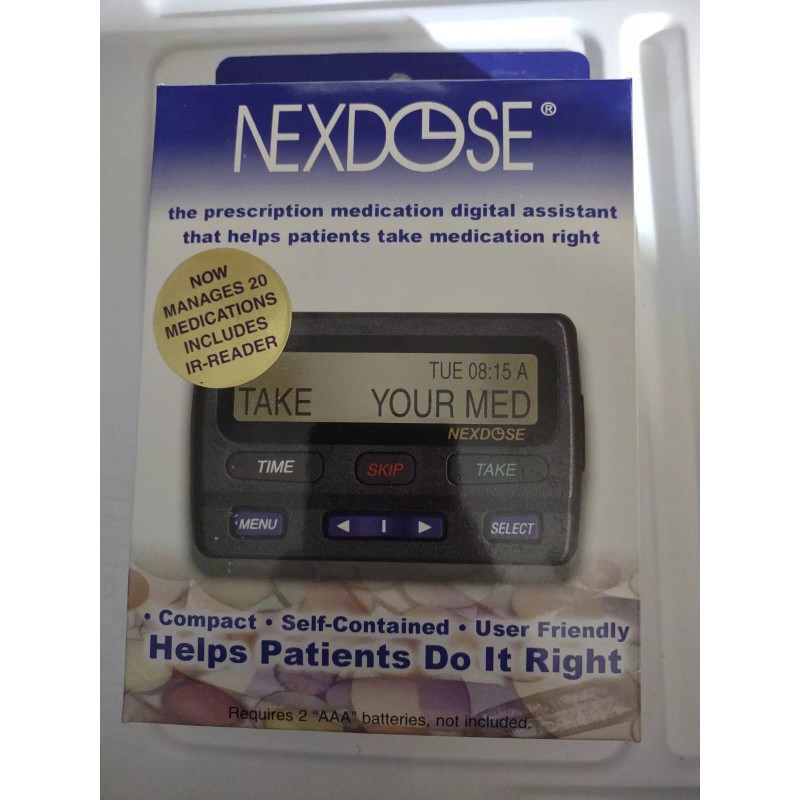 NEXDOSE®
the prescription medication digital assistant
that helps patients take medication right
NOW
MANAGES 20
MEDICATIONS
INCLUDES
IR-READER
TUE 08:15 A
TAKE YOUR MED
NEXDOSE
TIME SKIP TAKE
MENU ◀ I ▶ SELECT
• Compact • Self-Contained • User Friendly
Helps Patients Do It Right
Requires 2 "AAA" batteries, not included.